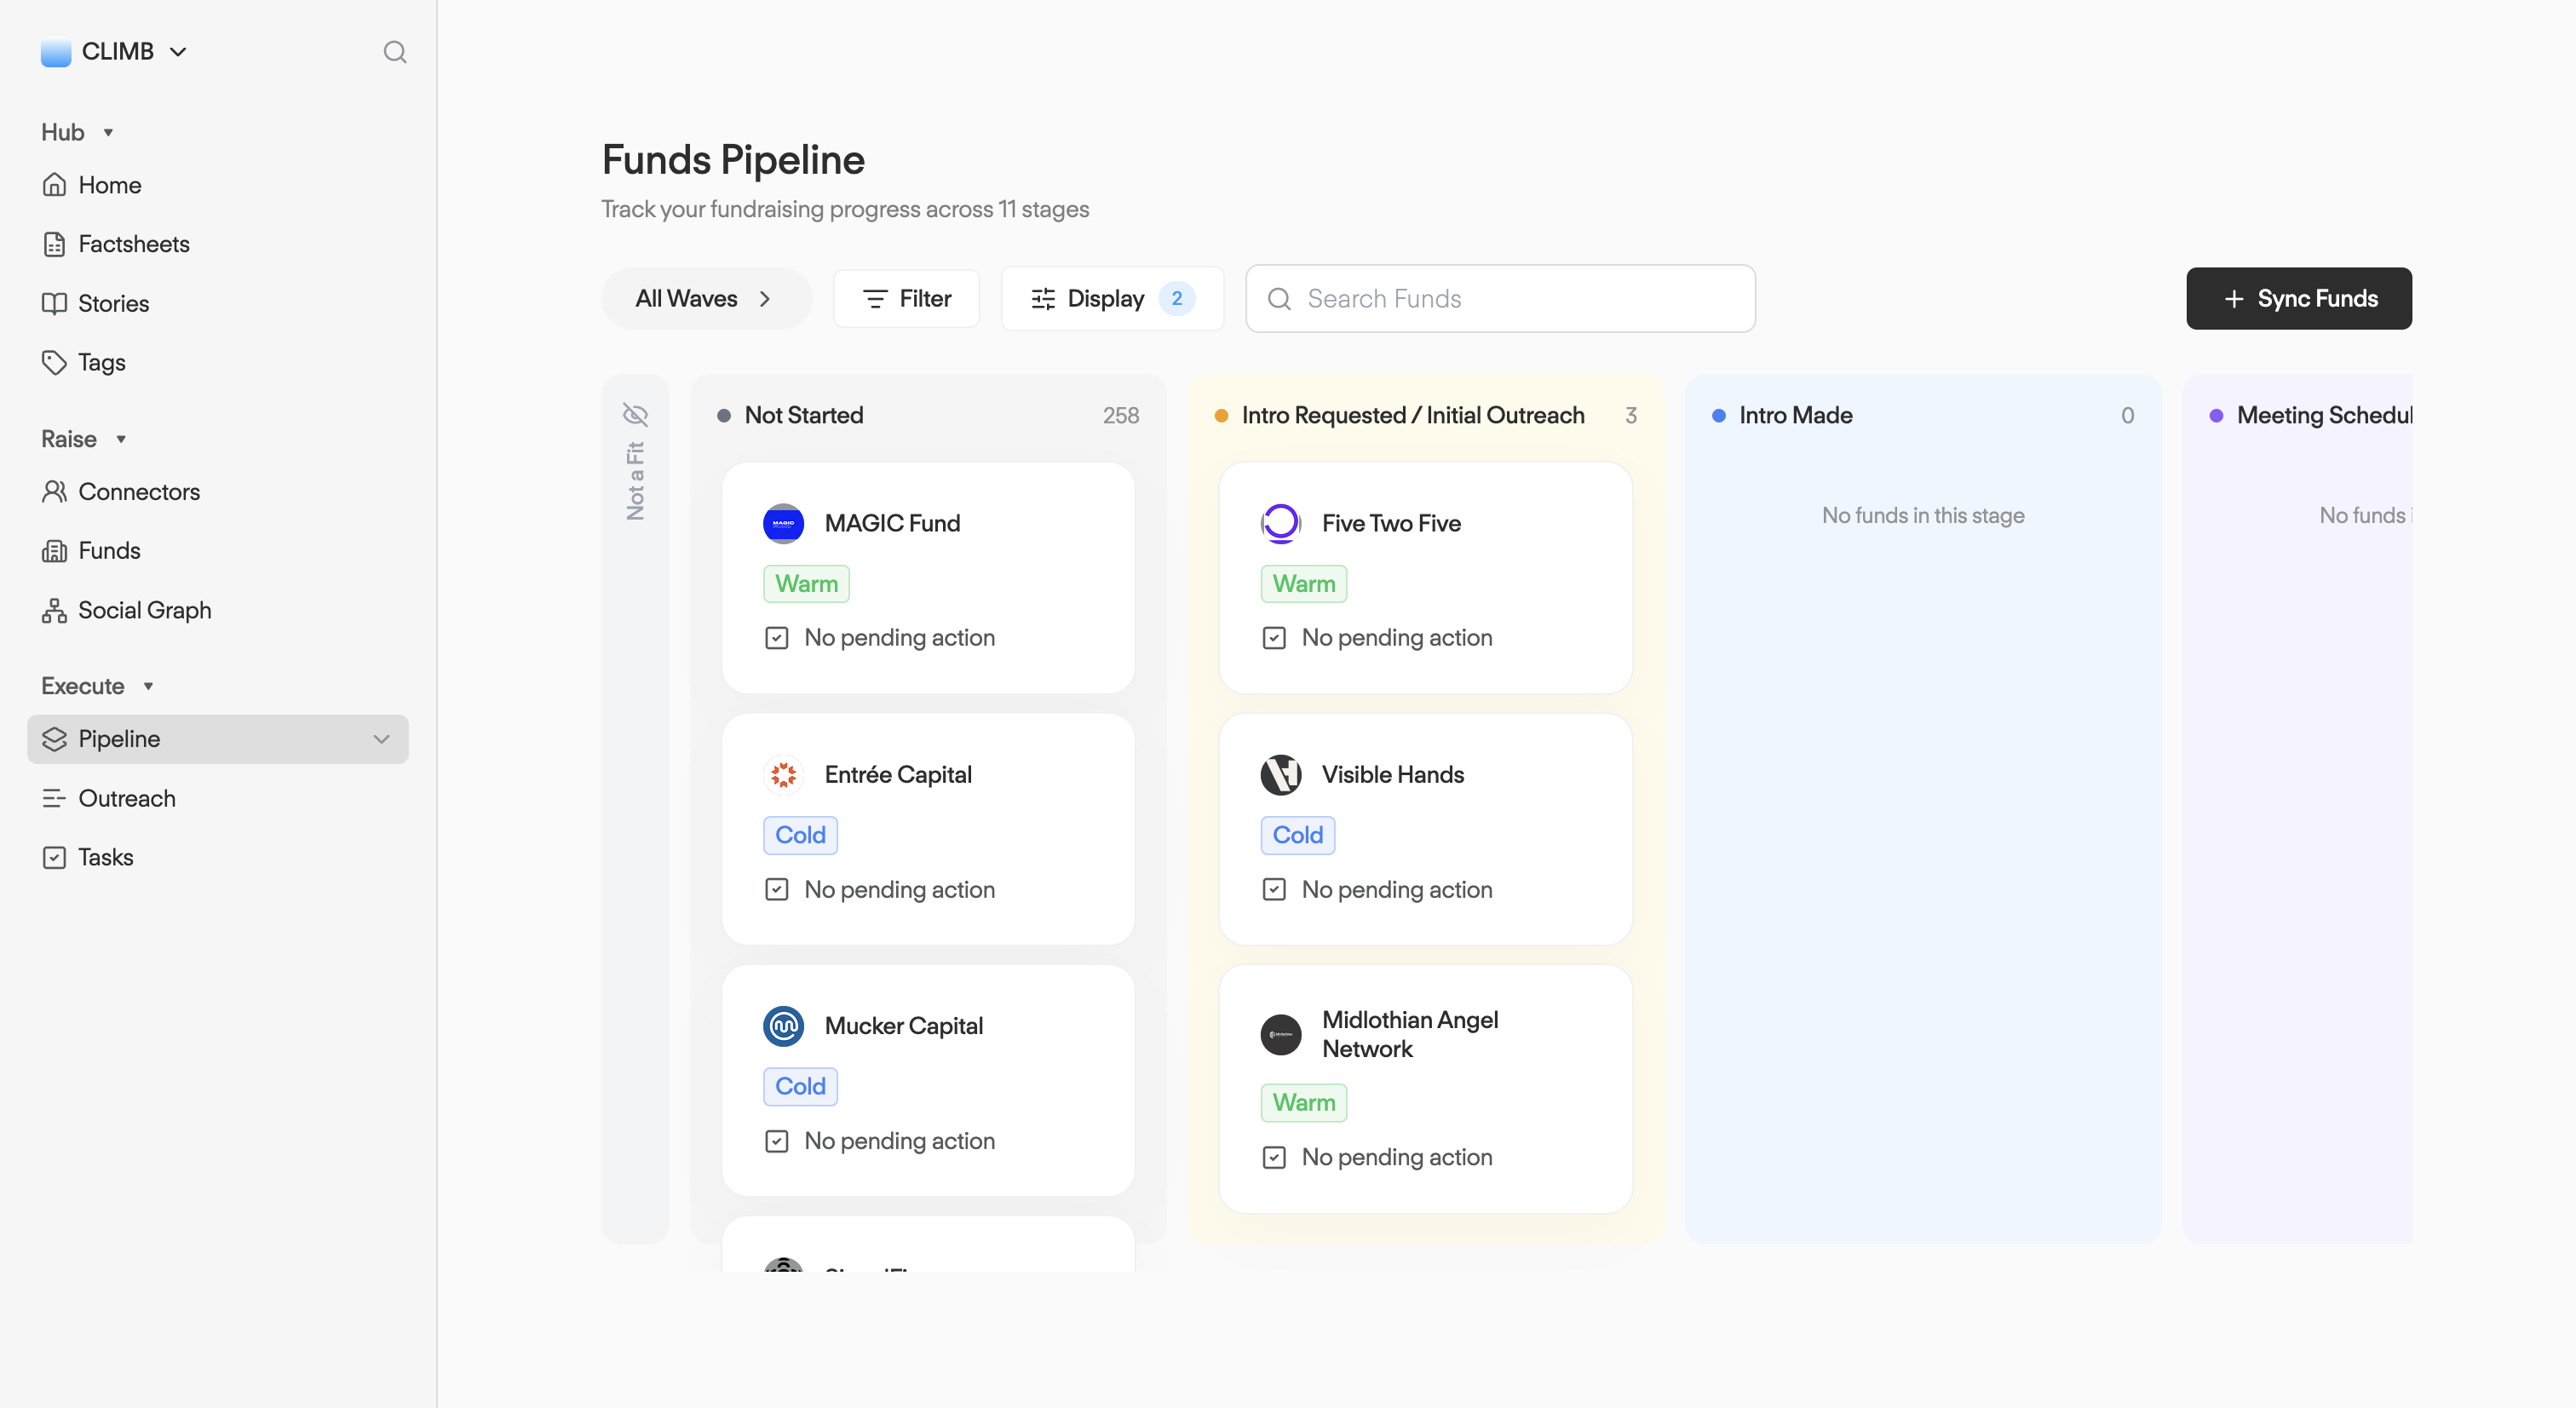 CLIMB
Hub
Home
Factsheets
Stories
Tags
Raise
Connectors
Funds
Social Graph
Execute
Pipeline
Outreach
Tasks
Funds Pipeline
Track your fundraising progress across 11 stages
All Waves
Filter
Display 2
Search Funds
Sync Funds
Not a Fit
Not Started 258
MAGIC Fund
Warm
No pending action
Entrée Capital
Cold
No pending action
Mucker Capital
Cold
No pending action
Intro Requested / Initial Outreach 3
Five Two Five
Warm
No pending action
Visible Hands
Cold
No pending action
Midlothian Angel
Network
Warm
No pending action
Intro Made 0
No funds in this stage
Meeting Schedul
No funds i